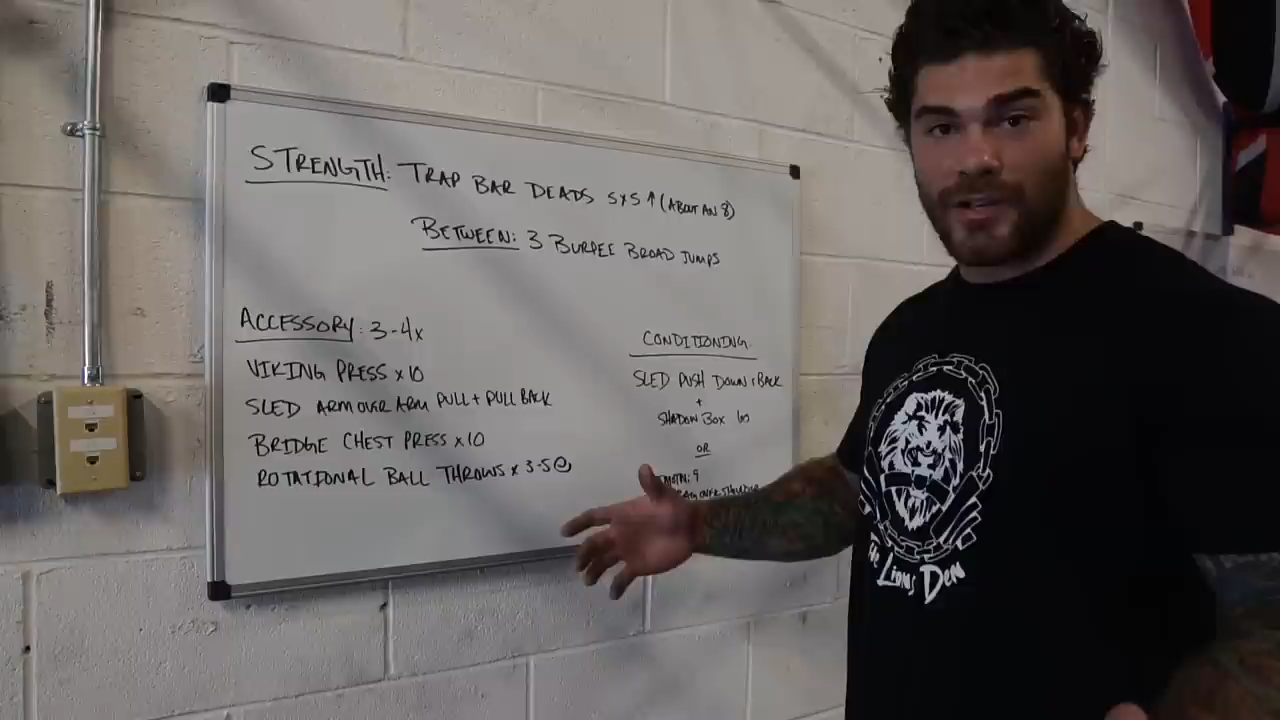 STRENGTH: TRAP BAR DEADS 5x5 ↑ (ABOUT AN 8)
BETWEEN: 3 BURPEE BROAD JUMPS
ACCESSORY: 3-4x
VIKING PRESS x10
SLED ARM OVER ARM PULL + PULL BACK
BRIDGE CHEST PRESS x10
ROTATIONAL BALL THROWS x 3-5@
CONDITIONING:
SLED PUSH DOWN & BACK
+
SHADOW BOX
OR
The Lions Den